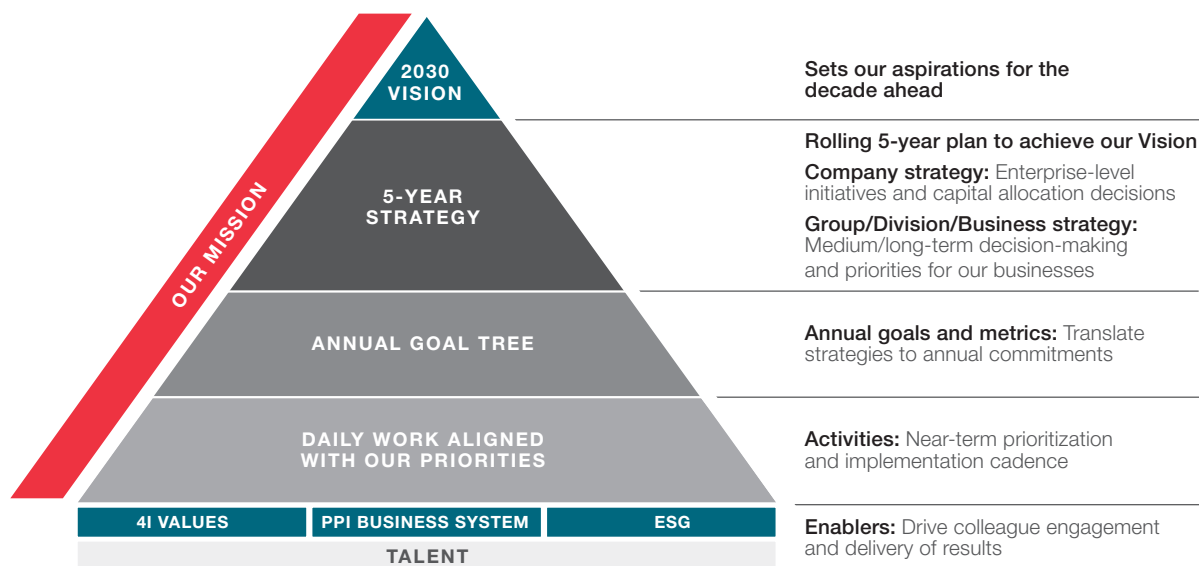 OUR MISSION
2030
VISION
Sets our aspirations for the
decade ahead
5-YEAR
STRATEGY
Rolling 5-year plan to achieve our Vision
Company strategy: Enterprise-level
initiatives and capital allocation decisions
Group/Division/Business strategy:
Medium/long-term decision-making
and priorities for our businesses
ANNUAL GOAL TREE
Annual goals and metrics: Translate
strategies to annual commitments
DAILY WORK ALIGNED
WITH OUR PRIORITIES
Activities: Near-term prioritization
and implementation cadence
4I VALUES
PPI BUSINESS SYSTEM
ESG
TALENT
Enablers: Drive colleague engagement
and delivery of results